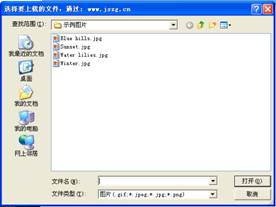 选择要上载的文件，通过: www.jszg.cn
查找范围(I):
示例图片
Blue hills.jpg
Sunset.jpg
Water lilies.jpg
Winter.jpg
我最近的文档
桌面
我的文档
我的电脑
网上邻居
文件名(N):
打开(O)
文件类型(T):
图片(.gif;*.jpeg;*.jpg;*.png)
取消